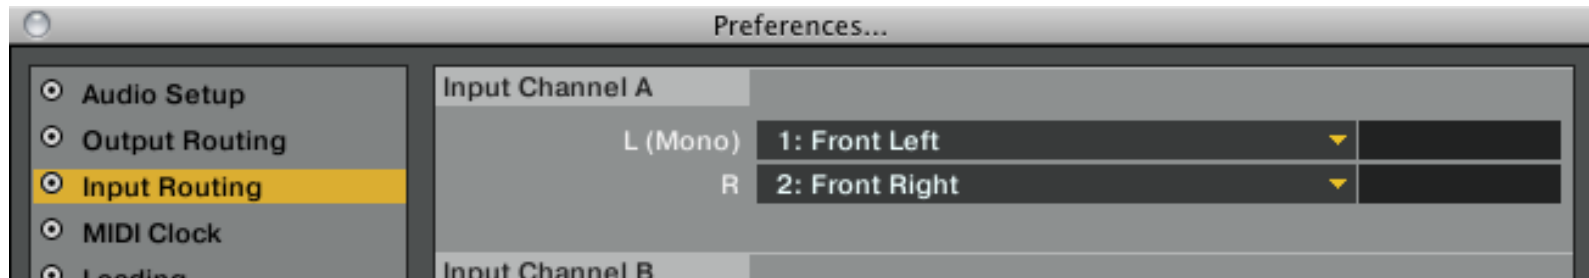 Preferences...
Audio Setup
Output Routing
Input Routing
MIDI Clock
Loading
Input Channel A
L (Mono) 1: Front Left
R 2: Front Right
Input Channel B